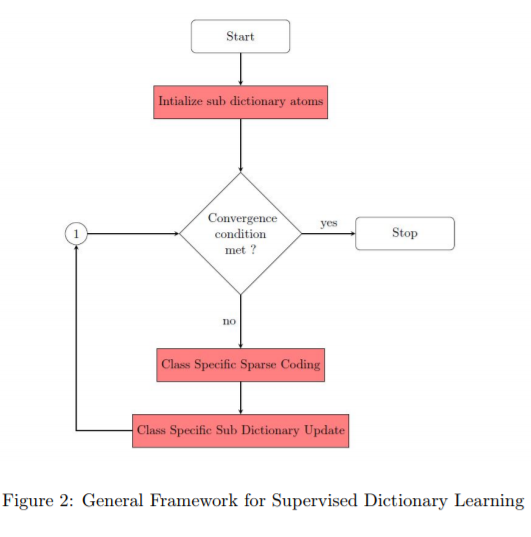 Start
Intialize sub dictionary atoms
Convergence
condition
met ?
yes
Stop
1
no
Class Specific Sparse Coding
Class Specific Sub Dictionary Update
Figure 2: General Framework for Supervised Dictionary Learning